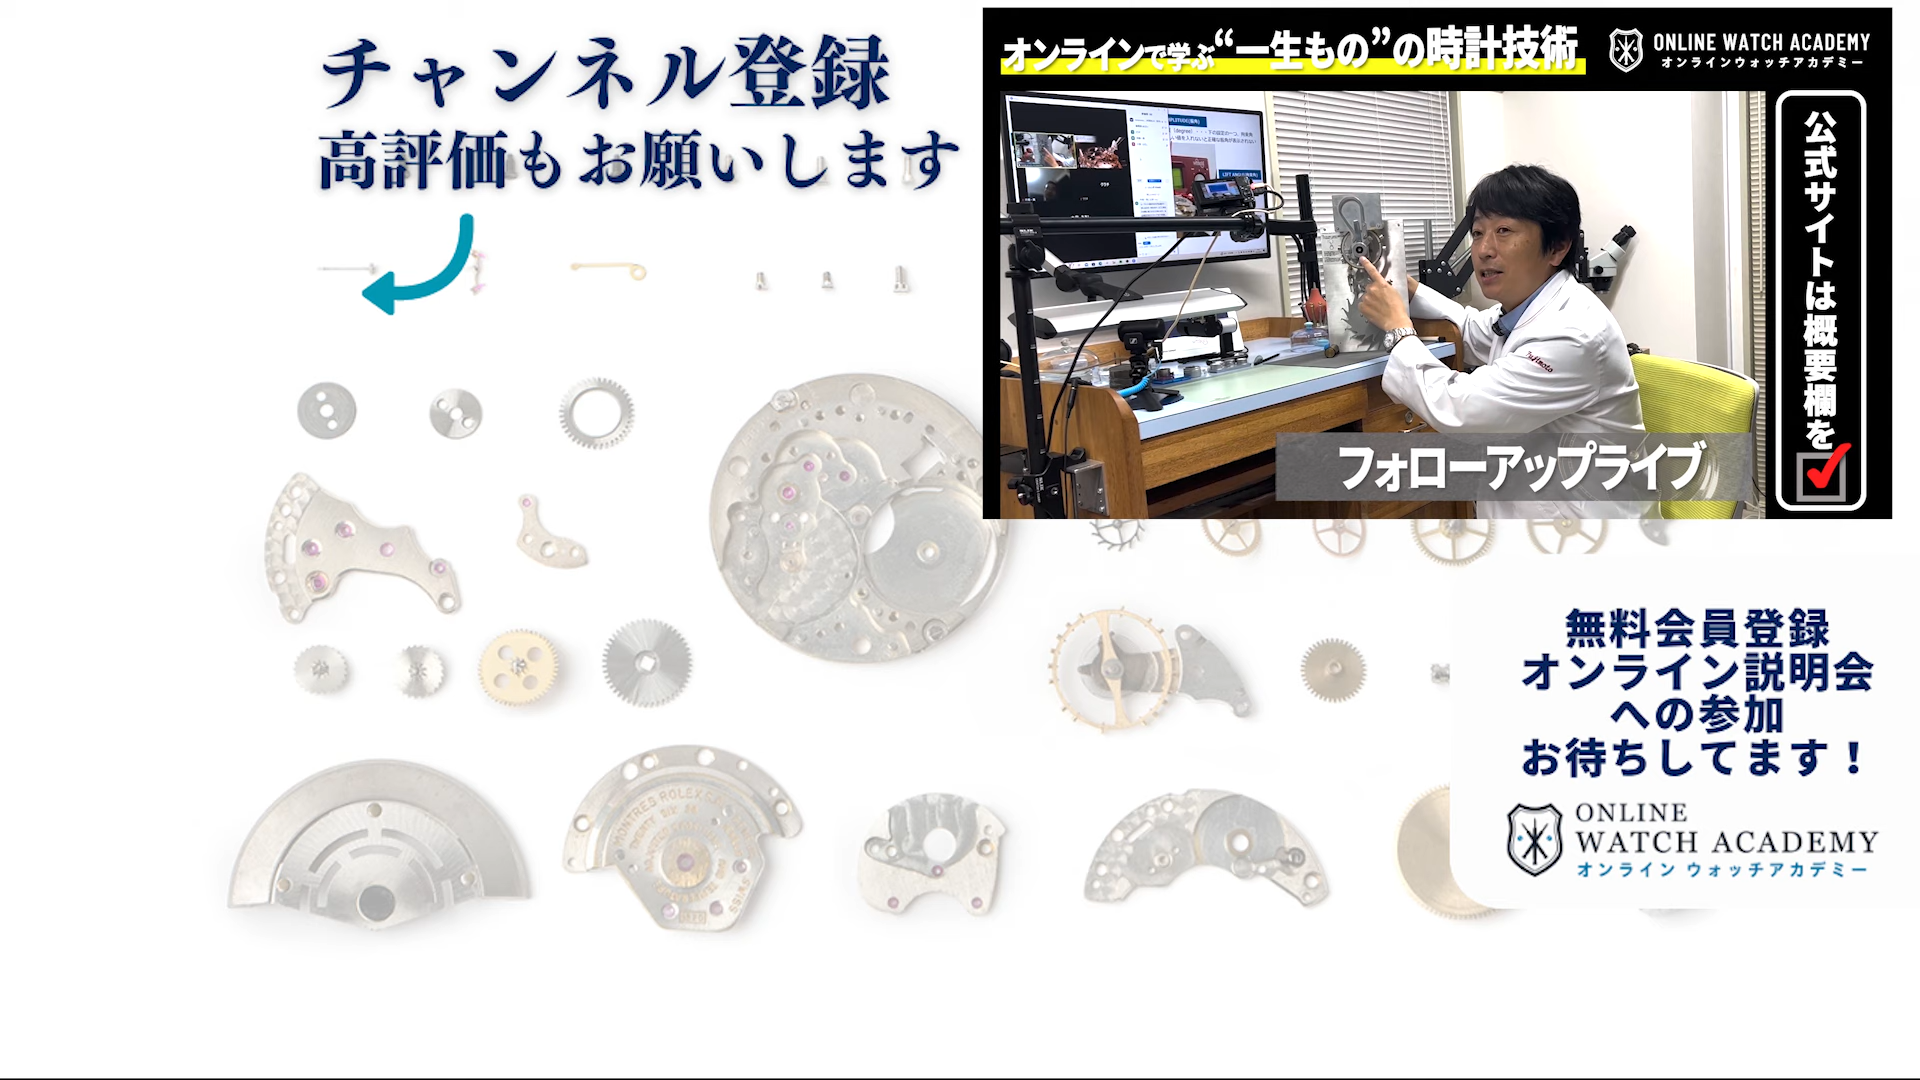 チャンネル登録
高評価もお願いします
オンラインで学ぶ“一生もの”の時計技術
ONLINE WATCH ACADEMY
オンラインウォッチアカデミー
公式サイトは概要欄を
フォローアップライブ
無料会員登録
オンライン説明会
への参加
お待ちしてます！
ONLINE
WATCH ACADEMY
オンライン ウォッチアカデミー
MONTRES ROLEX
TWENTY SIX
SWISS